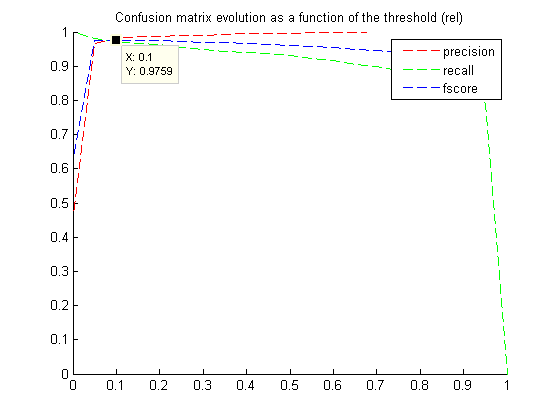 Confusion matrix evolution as a function of the threshold (rel)
1
0.9
0.8
0.7
0.6
0.5
0.4
0.3
0.2
0.1
0
X: 0.1
Y: 0.9759
precision
recall
fscore
0 0.1 0.2 0.3 0.4 0.5 0.6 0.7 0.8 0.9 1